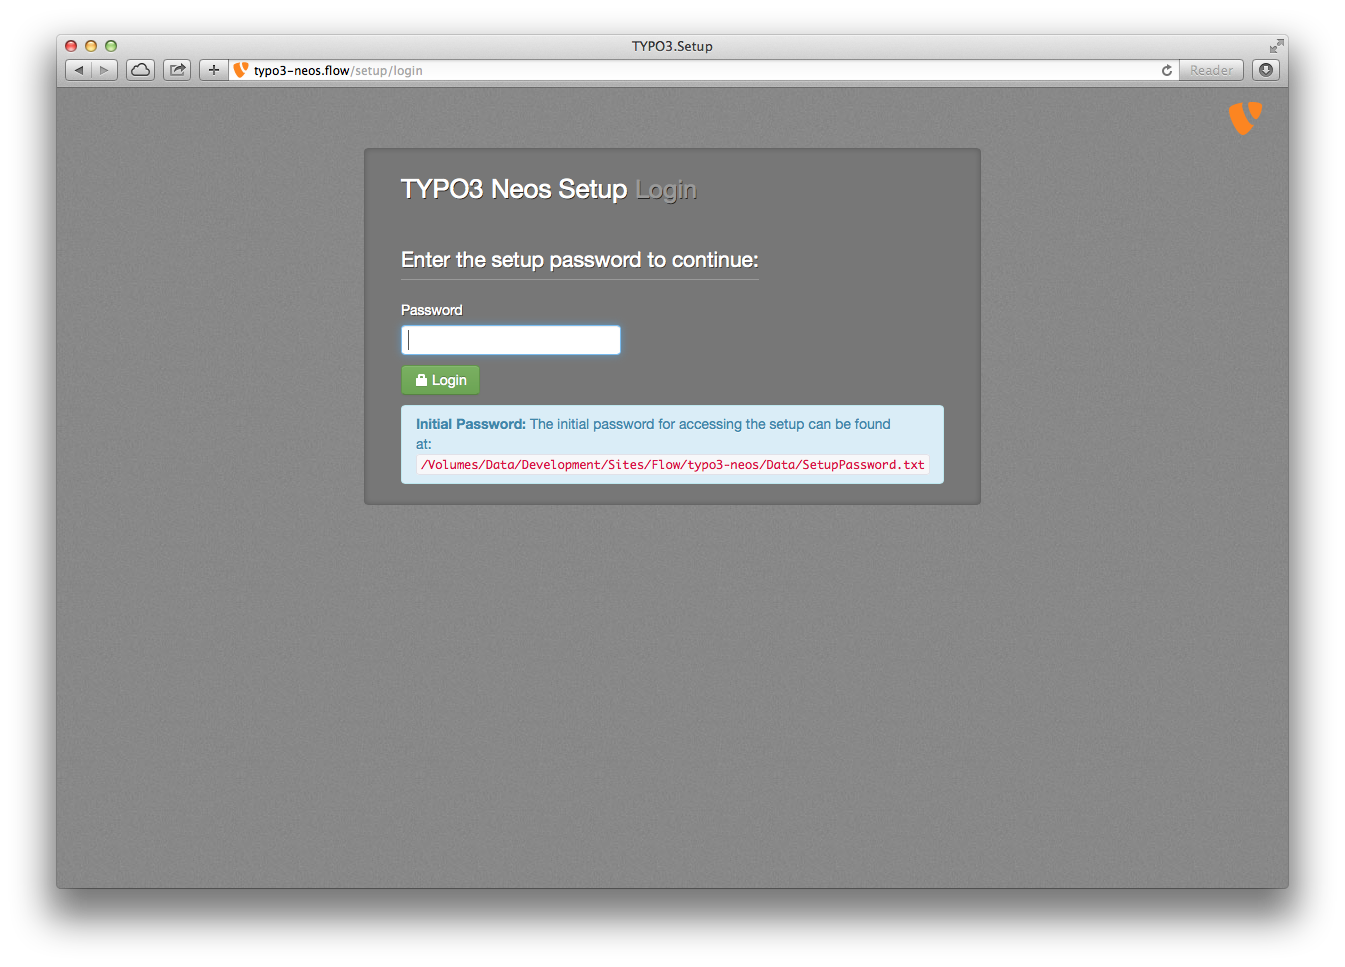 TYPO3.Setup
typo3-neos.flow/setup/login
Reader
TYPO3 Neos Setup Login
Enter the setup password to continue:
Password
Login
Initial Password: The initial password for accessing the setup can be found
at:
/Volumes/Data/Development/Sites/Flow/typo3-neos/Data/SetupPassword.txt